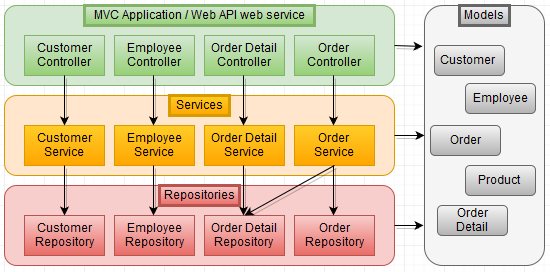 MVC Application / Web API web service
Customer
Controller
Employee
Controller
Order Detail
Controller
Order
Controller
Services
Customer
Service
Employee
Service
Order Detail
Service
Order
Service
Repositories
Customer
Repository
Employee
Repository
Order Detail
Repository
Order
Repository
Models
Customer
Employee
Order
Product
Order
Detail